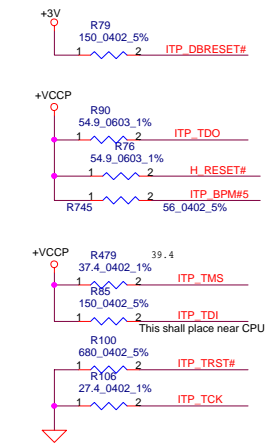 +3V
R79
150_0402_5%
1 2 ITP_DBRESET#
+VCCP
R90
54.9_0603_1%
1 2 ITP_TDO
R76
54.9_0603_1%
1 2 H_RESET#
1 2 ITP_BPM#5
R745 56_0402_5%
+VCCP
R479 39.4
37.4_0402_1%
1 2 ITP_TMS
R85
150_0402_5%
1 2 ITP_TDI
This shall place near CPU
R100
680_0402_5%
1 2 ITP_TRST#
R106
27.4_0402_1%
1 2 ITP_TCK